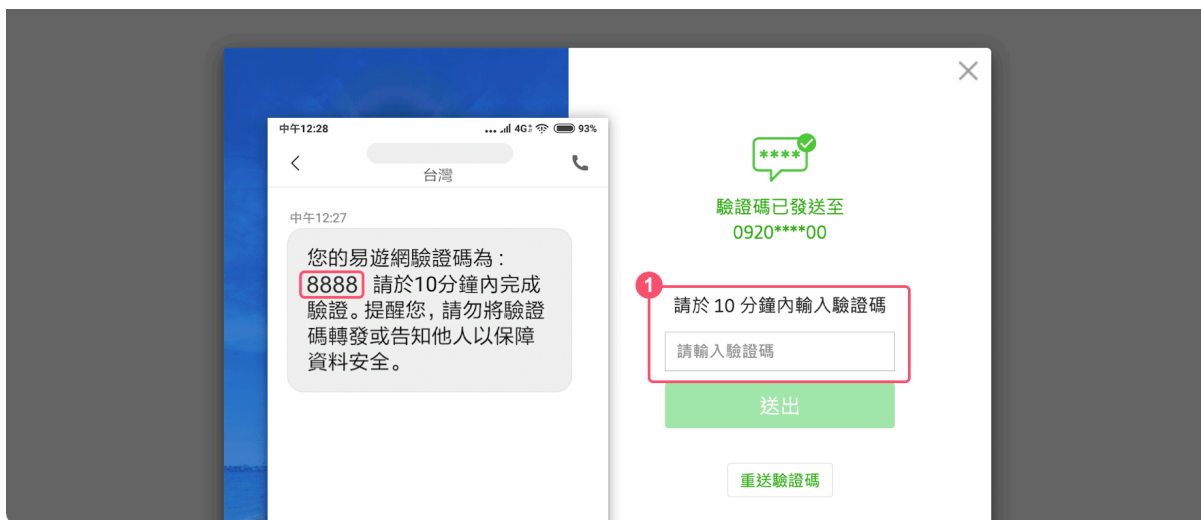 中午12:28
... 4G 93%
台灣
中午12:27
您的易遊網驗證碼為:
8888 請於10分鐘內完成
驗證。提醒您,請勿將驗證
碼轉發或告知他人以保障
資料安全。
****
驗證碼已發送至
0920****00
1
請於 10 分鐘內輸入驗證碼
請輸入驗證碼
送出
重送驗證碼